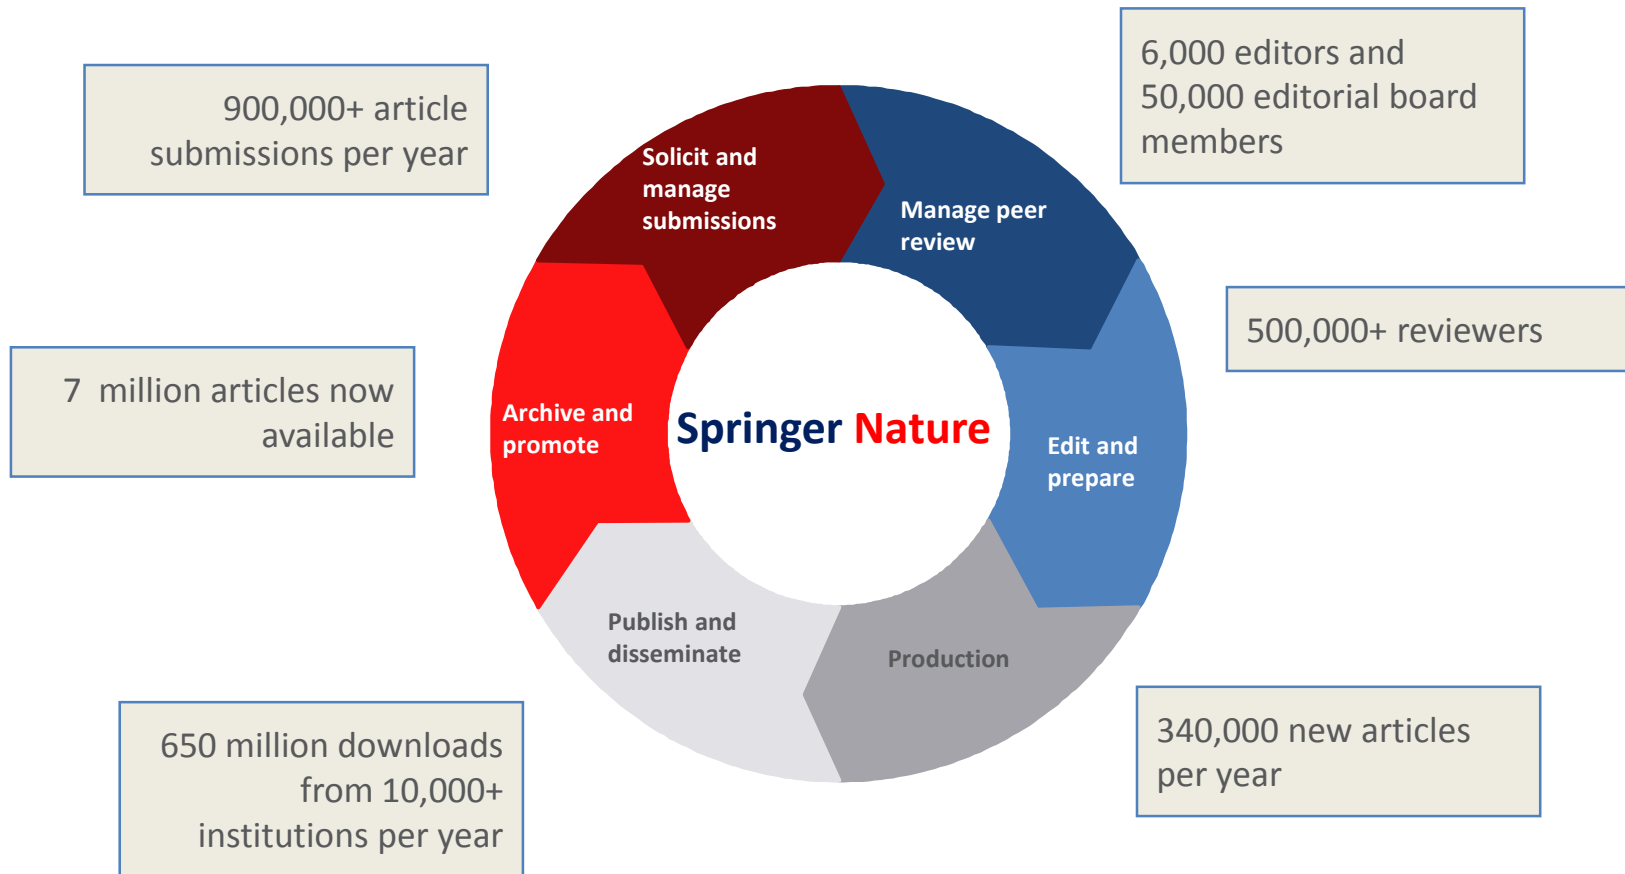 900,000+ article
submissions per year
6,000 editors and
50,000 editorial board
members
Solicit and
manage
submissions
Manage peer
review
500,000+ reviewers
7 million articles now
available
Archive and
promote
Springer Nature
Edit and
prepare
Publish and
disseminate
Production
650 million downloads
from 10,000+
institutions per year
340,000 new articles
per year